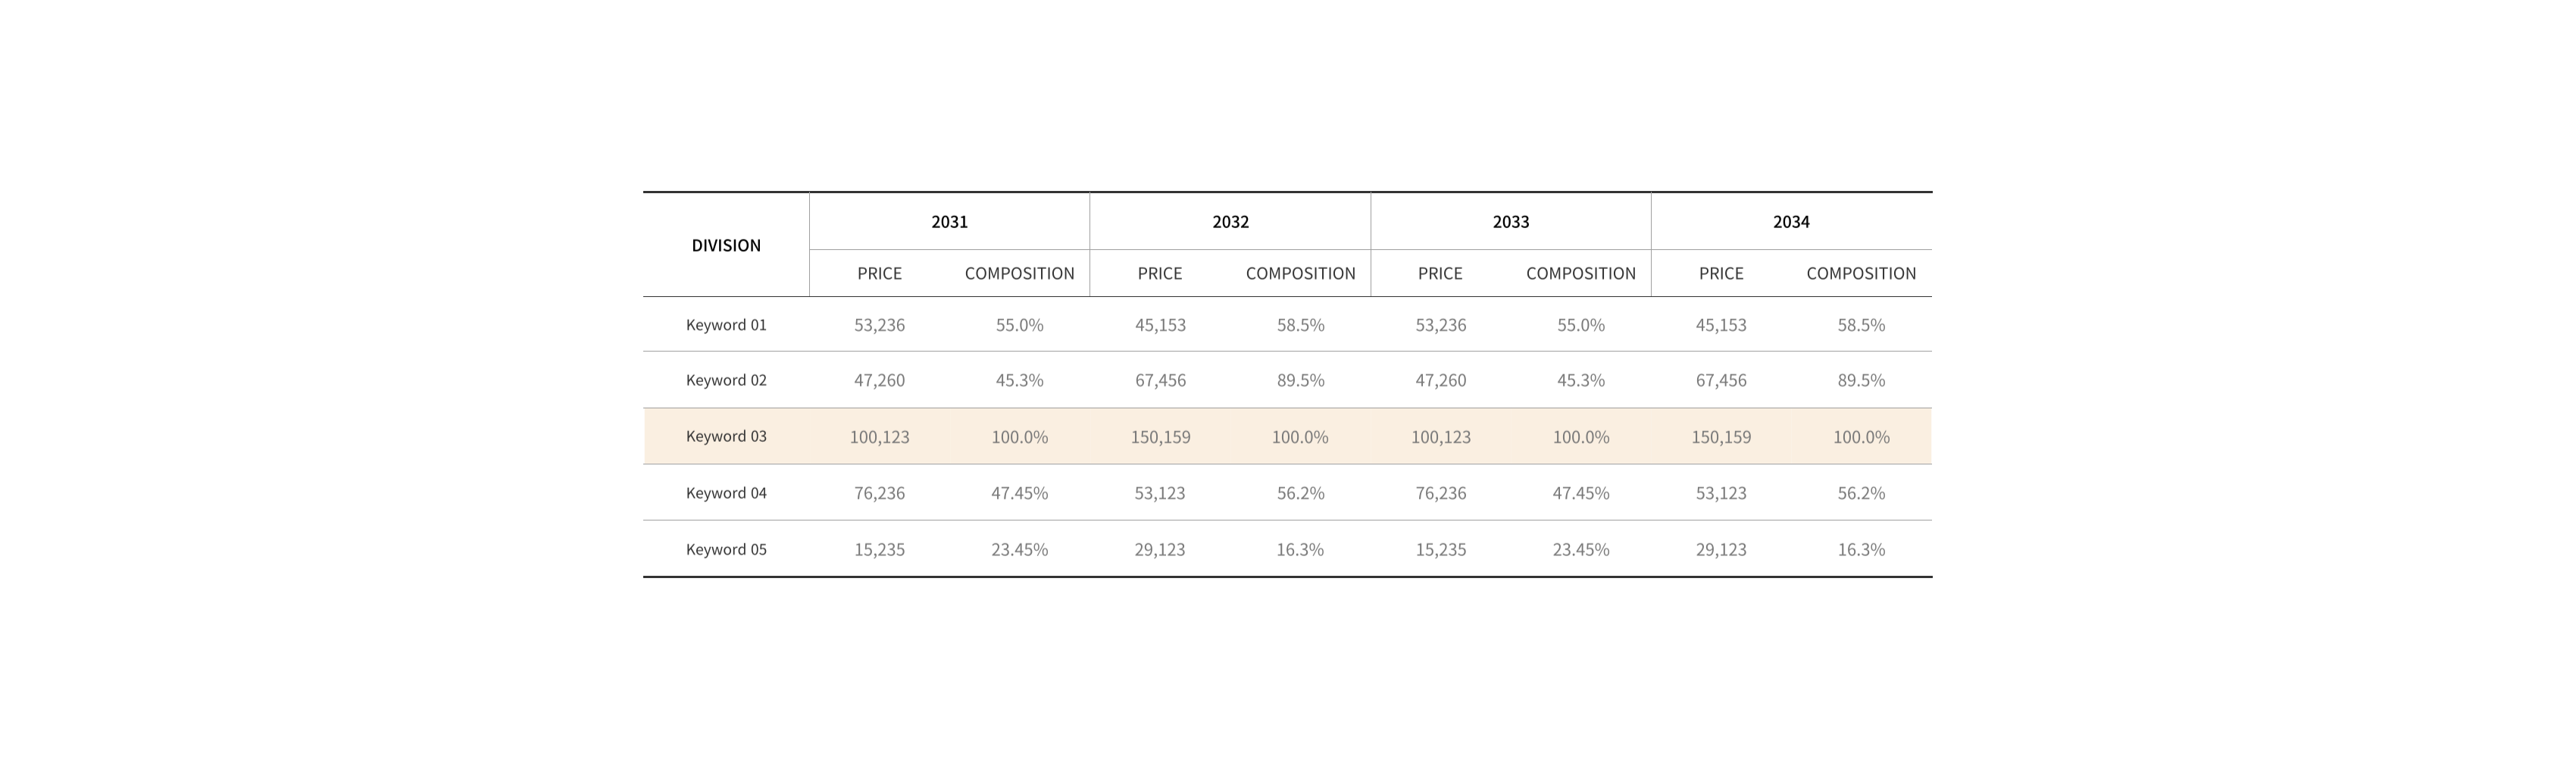 2031 2032 2033 2034
DIVISION
PRICE COMPOSITION PRICE COMPOSITION PRICE COMPOSITION PRICE COMPOSITION
Keyword 01 53,236 55.0% 45,153 58.5% 53,236 55.0% 45,153 58.5%
Keyword 02 47,260 45.3% 67,456 89.5% 47,260 45.3% 67,456 89.5%
Keyword 03 100,123 100.0% 150,159 100.0% 100,123 100.0% 150,159 100.0%
Keyword 04 76,236 47.45% 53,123 56.2% 76,236 47.45% 53,123 56.2%
Keyword 05 15,235 23.45% 29,123 16.3% 15,235 23.45% 29,123 16.3%